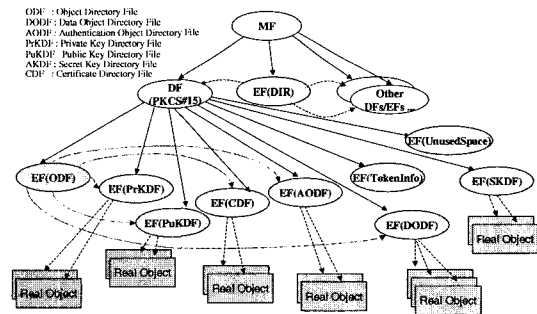 ODF : Object Directory File
DODF : Data Object Directory File
AODF : Authentication Object Directory File
PrKDF : Private Key Directory File
PuKDF Public Key Directory File
AKDF : Secret Key Directory File
CDF : Certificate Directory File
MF
DF
(PKCS#15)
EF(DIR)
Other
DFs/EFs ...
EF(UnusedSpace)
EF(ODF)
EF(PrKDF)
EF(PuKDF)
EF(CDF)
EF(AODF)
EF(TokenInfo)
EF(DODF)
EF(SKDF)
Real Object
Real Object
Real Object
Real Object
Real Object
Real Object